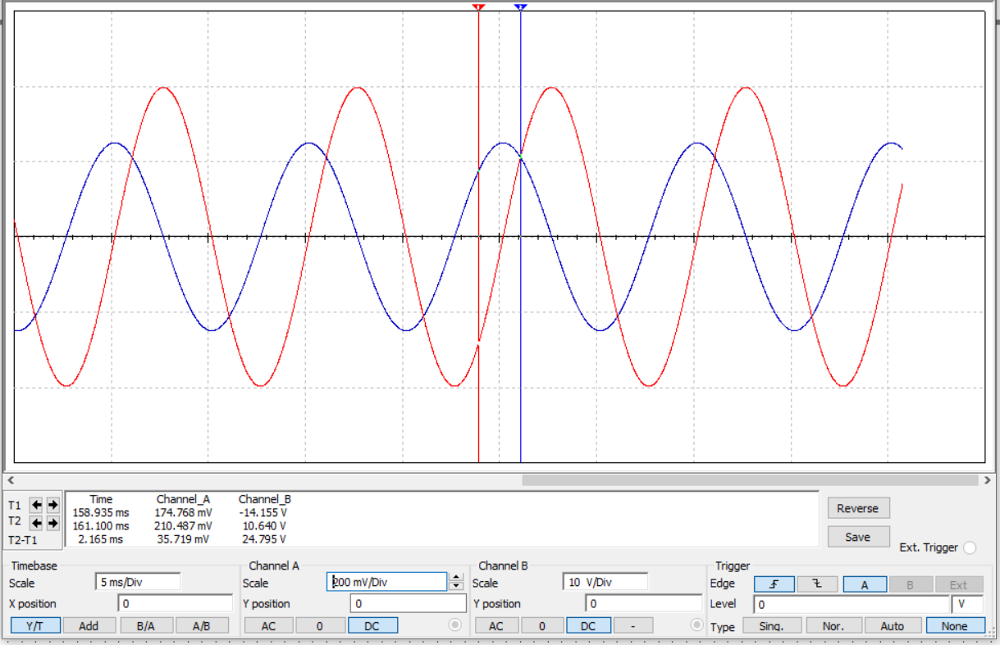 1 2
Time Channel_A Channel_B
T1 158.935 ms 174.768 mV -14.155 V
T2 161.100 ms 210.487 mV 10.640 V
T2-T1 2.165 ms 35.719 mV 24.795 V
Reverse
Save
Ext. Trigger
Timebase
Scale 5 ms/Div
X position 0
Y/T Add B/A A/B
Channel A
Scale 200 mV/Div
Y position 0
AC 0 DC
Channel B
Scale 10 V/Div
Y position 0
AC 0 DC -
Trigger
Edge A B Ext
Level 0 V
Type Sing. Nor. Auto None